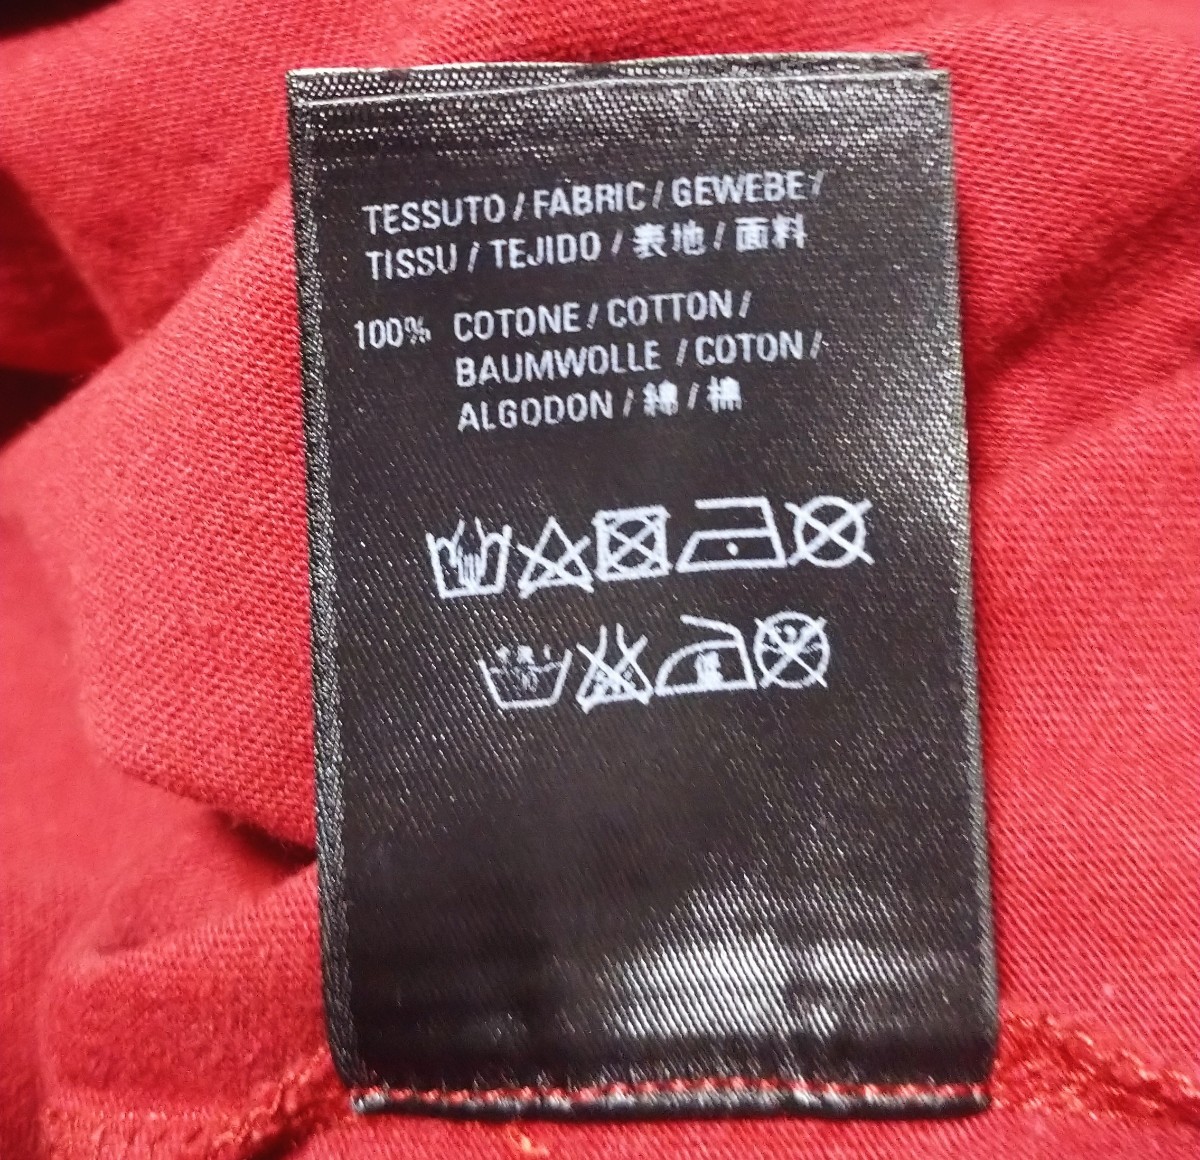 TESSUTO / FABRIC / GEWEBE /
TISSU / TEJIDO / 表地 / 面料
100% COTONE / COTTON /
BAUMWOLLE / COTON /
ALGODON / 綿 / 棉